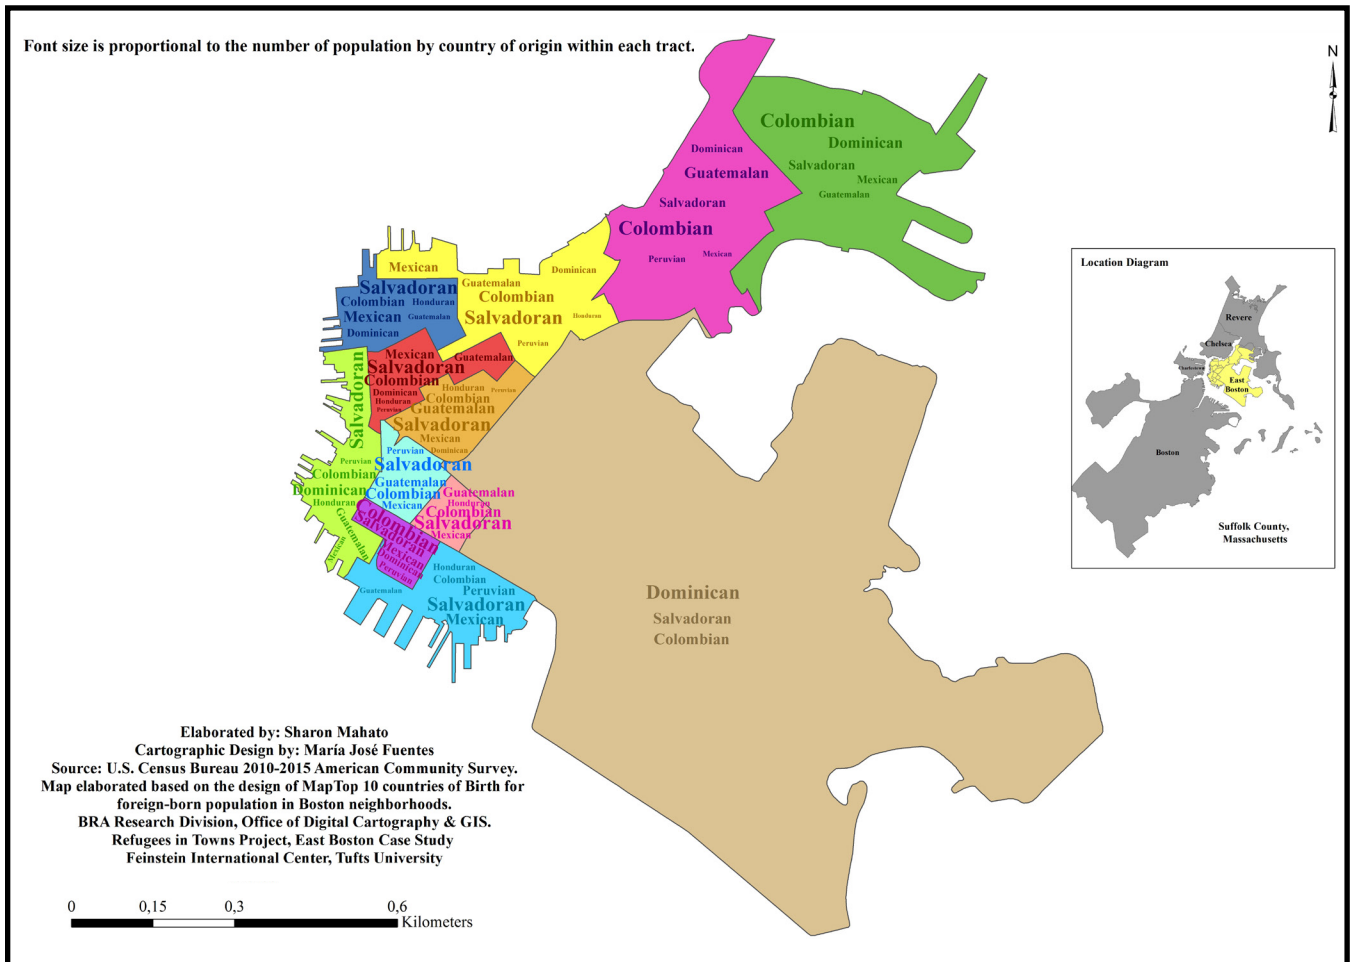 Font size is proportional to the number of population by country of origin within each tract.
N
Colombian
Dominican
Salvadoran
Mexican
Guatemalan
Dominican
Guatemalan
Salvadoran
Colombian
Peruvian
Mexican
Mexican
Guatemalan
Dominican
Colombian
Salvadoran
Honduran
Peruvian
Salvadoran
Colombian
Honduran
Mexican
Guatemalan
Dominican
Mexican
Guatemalan
Salvadoran
Colombian
Dominican
Honduran
Peruvian
Honduran
Peruvian
Colombian
Guatemalan
Salvadoran
Mexican
Dominican
Salvadoran
Peruvian
Colombian
Dominican
Honduran
Guatemalan
Mexican
Peruvian
Salvadoran
Guatemalan
Colombian
Mexican
Guatemalan
Honduran
Colombian
Salvadoran
Mexican
Colombian
Salvadoran
Mexican
Dominican
Peruvian
Honduran
Colombian
Guatemalan
Peruvian
Salvadoran
Mexican
Dominican
Salvadoran
Colombian
Location Diagram
Revere
Chelsea
Charlestown
East
Boston
Boston
Suffolk County,
Massachusetts
Elaborated by: Sharon Mahato
Cartographic Design by: María José Fuentes
Source: U.S. Census Bureau 2010-2015 American Community Survey.
Map elaborated based on the design of MapTop 10 countries of Birth for
foreign-born population in Boston neighborhoods.
BRA Research Division, Office of Digital Cartography & GIS.
Refugees in Towns Project, East Boston Case Study
Feinstein International Center, Tufts University
0 0,15 0,3 0,6
Kilometers